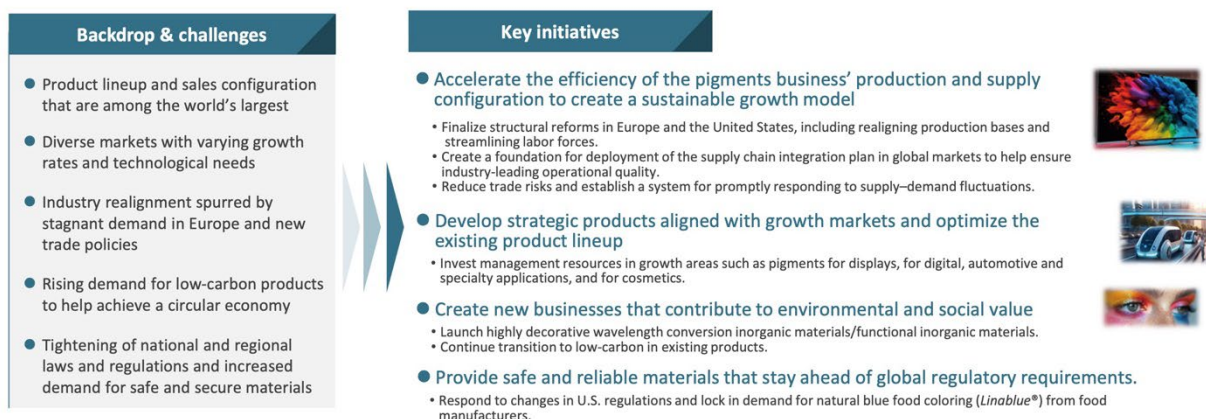 Backdrop & challenges
● Product lineup and sales configuration
that are among the world's largest
● Diverse markets with varying growth
rates and technological needs
● Industry realignment spurred by
stagnant demand in Europe and new
trade policies
● Rising demand for low-carbon products
to help achieve a circular economy
● Tightening of national and regional
laws and regulations and increased
demand for safe and secure materials
Key initiatives
● Accelerate the efficiency of the pigments business' production and supply
configuration to create a sustainable growth model
• Finalize structural reforms in Europe and the United States, including realigning production bases and
streamlining labor forces.
• Create a foundation for deployment of the supply chain integration plan in global markets to help ensure
industry-leading operational quality.
• Reduce trade risks and establish a system for promptly responding to supply–demand fluctuations.
● Develop strategic products aligned with growth markets and optimize the
existing product lineup
• Invest management resources in growth areas such as pigments for displays, for digital, automotive and
specialty applications, and for cosmetics.
● Create new businesses that contribute to environmental and social value
• Launch highly decorative wavelength conversion inorganic materials/functional inorganic materials.
• Continue transition to low-carbon in existing products.
● Provide safe and reliable materials that stay ahead of global regulatory requirements.
• Respond to changes in U.S. regulations and lock in demand for natural blue food coloring (Linablue®) from food
manufacturers.